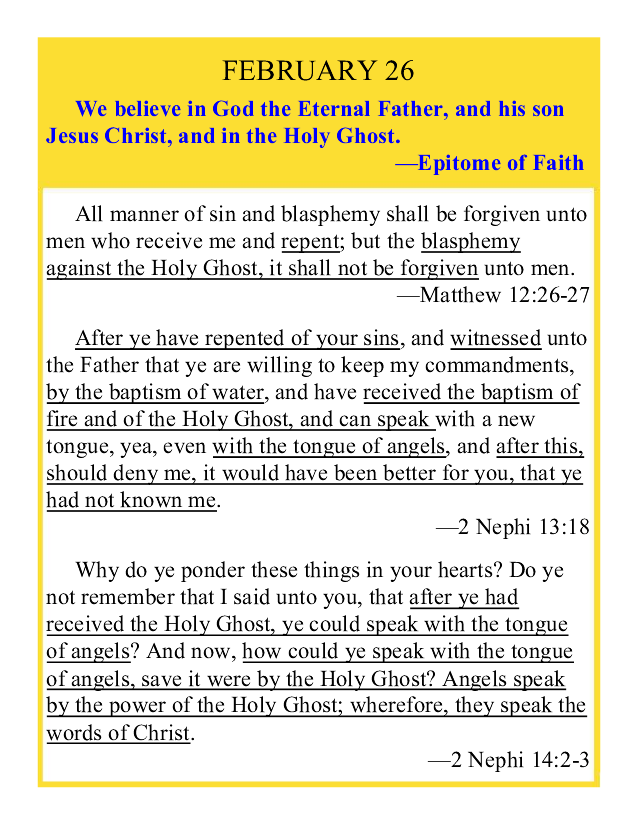 FEBRUARY 26
We believe in God the Eternal Father, and his son
Jesus Christ, and in the Holy Ghost.
—Epitome of Faith
All manner of sin and blasphemy shall be forgiven unto
men who receive me and repent; but the blasphemy
against the Holy Ghost, it shall not be forgiven unto men.
—Matthew 12:26-27
After ye have repented of your sins, and witnessed unto
the Father that ye are willing to keep my commandments,
by the baptism of water, and have received the baptism of
fire and of the Holy Ghost, and can speak with a new
tongue, yea, even with the tongue of angels, and after this,
should deny me, it would have been better for you, that ye
had not known me.
—2 Nephi 13:18
Why do ye ponder these things in your hearts? Do ye
not remember that I said unto you, that after ye had
received the Holy Ghost, ye could speak with the tongue
of angels? And now, how could ye speak with the tongue
of angels, save it were by the Holy Ghost? Angels speak
by the power of the Holy Ghost; wherefore, they speak the
words of Christ.
—2 Nephi 14:2-3